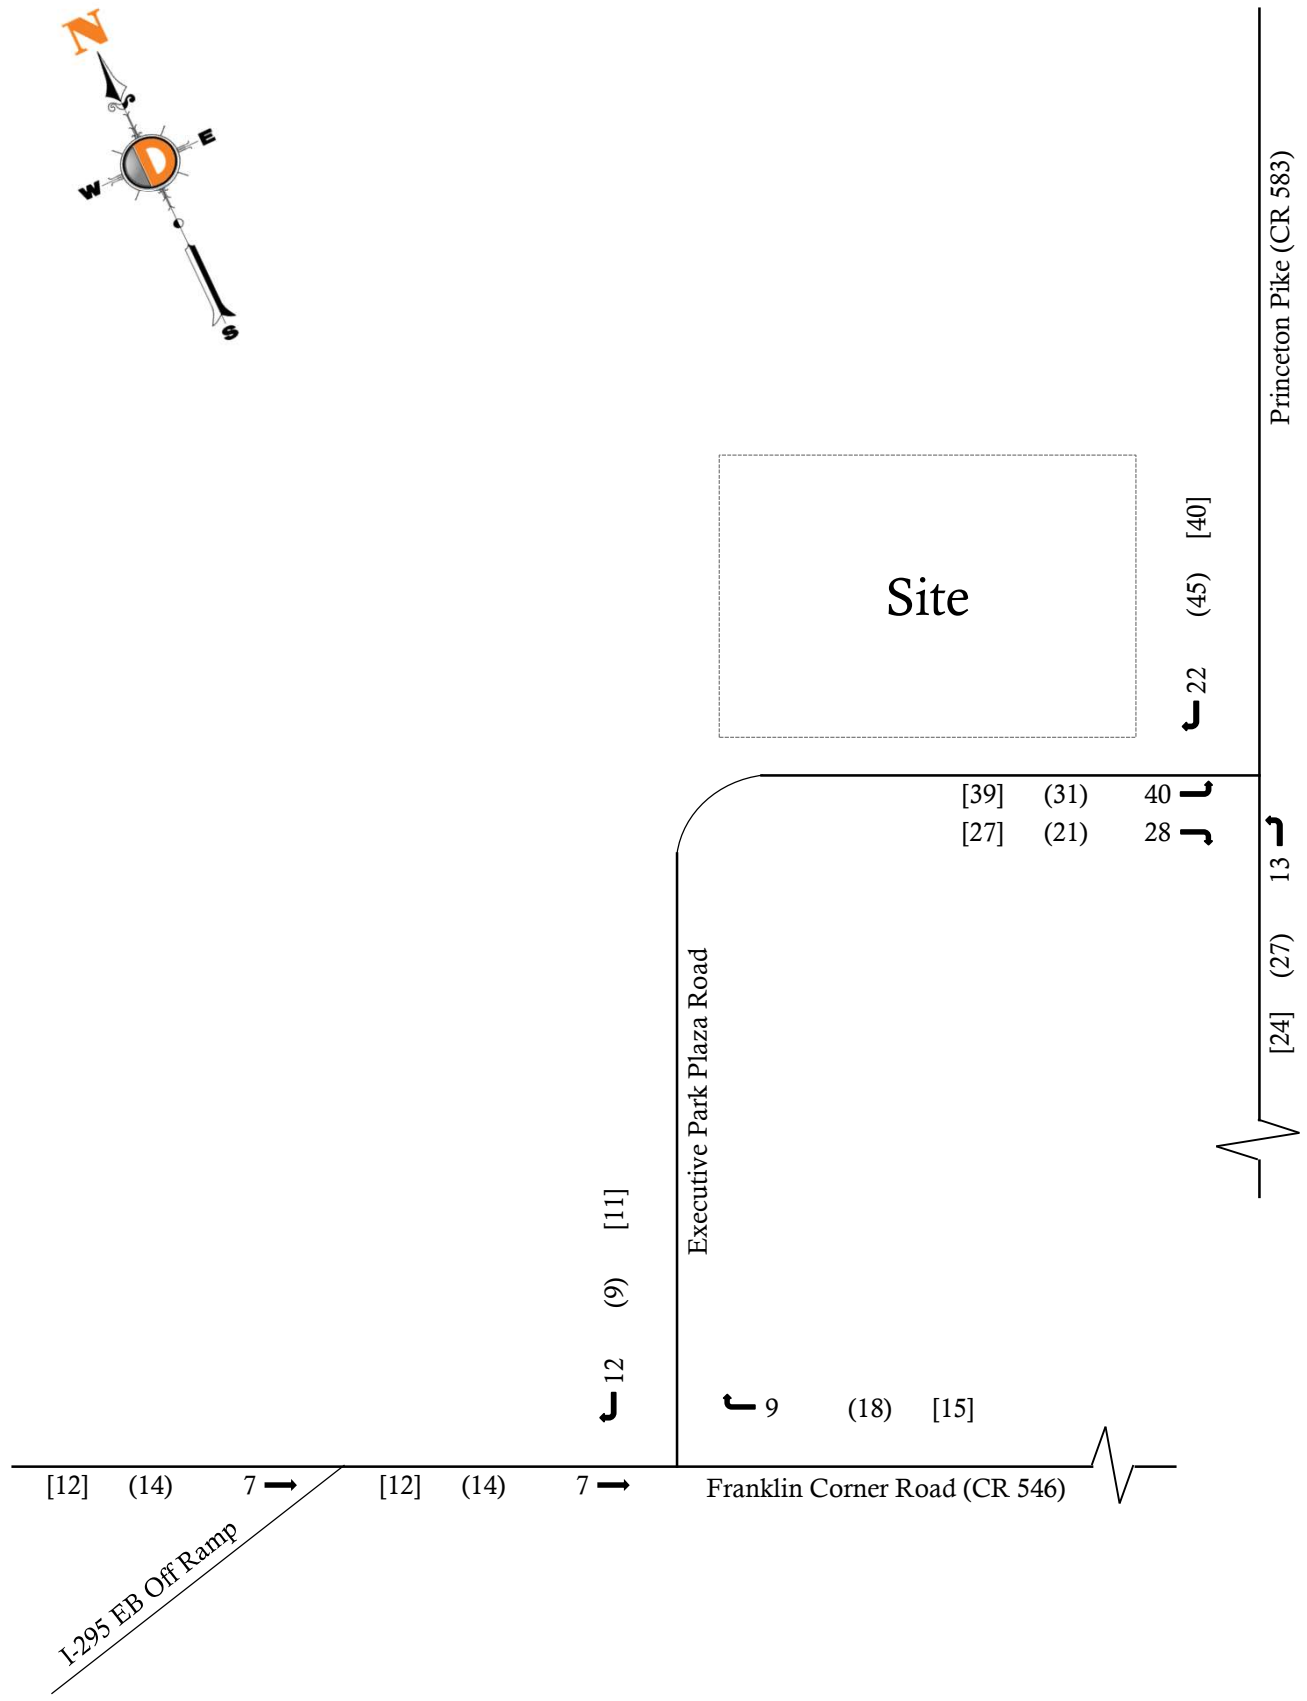 N
E
W
D
S
Princeton Pike (CR 583)
Site
22 (45) [40]
[39] (31) 40
[27] (21) 28
[24] (27) 13
Executive Park Plaza Road
12 (9) [11]
9 (18) [15]
[12] (14) 7
[12] (14) 7
Franklin Corner Road (CR 546)
I-295 EB Off Ramp